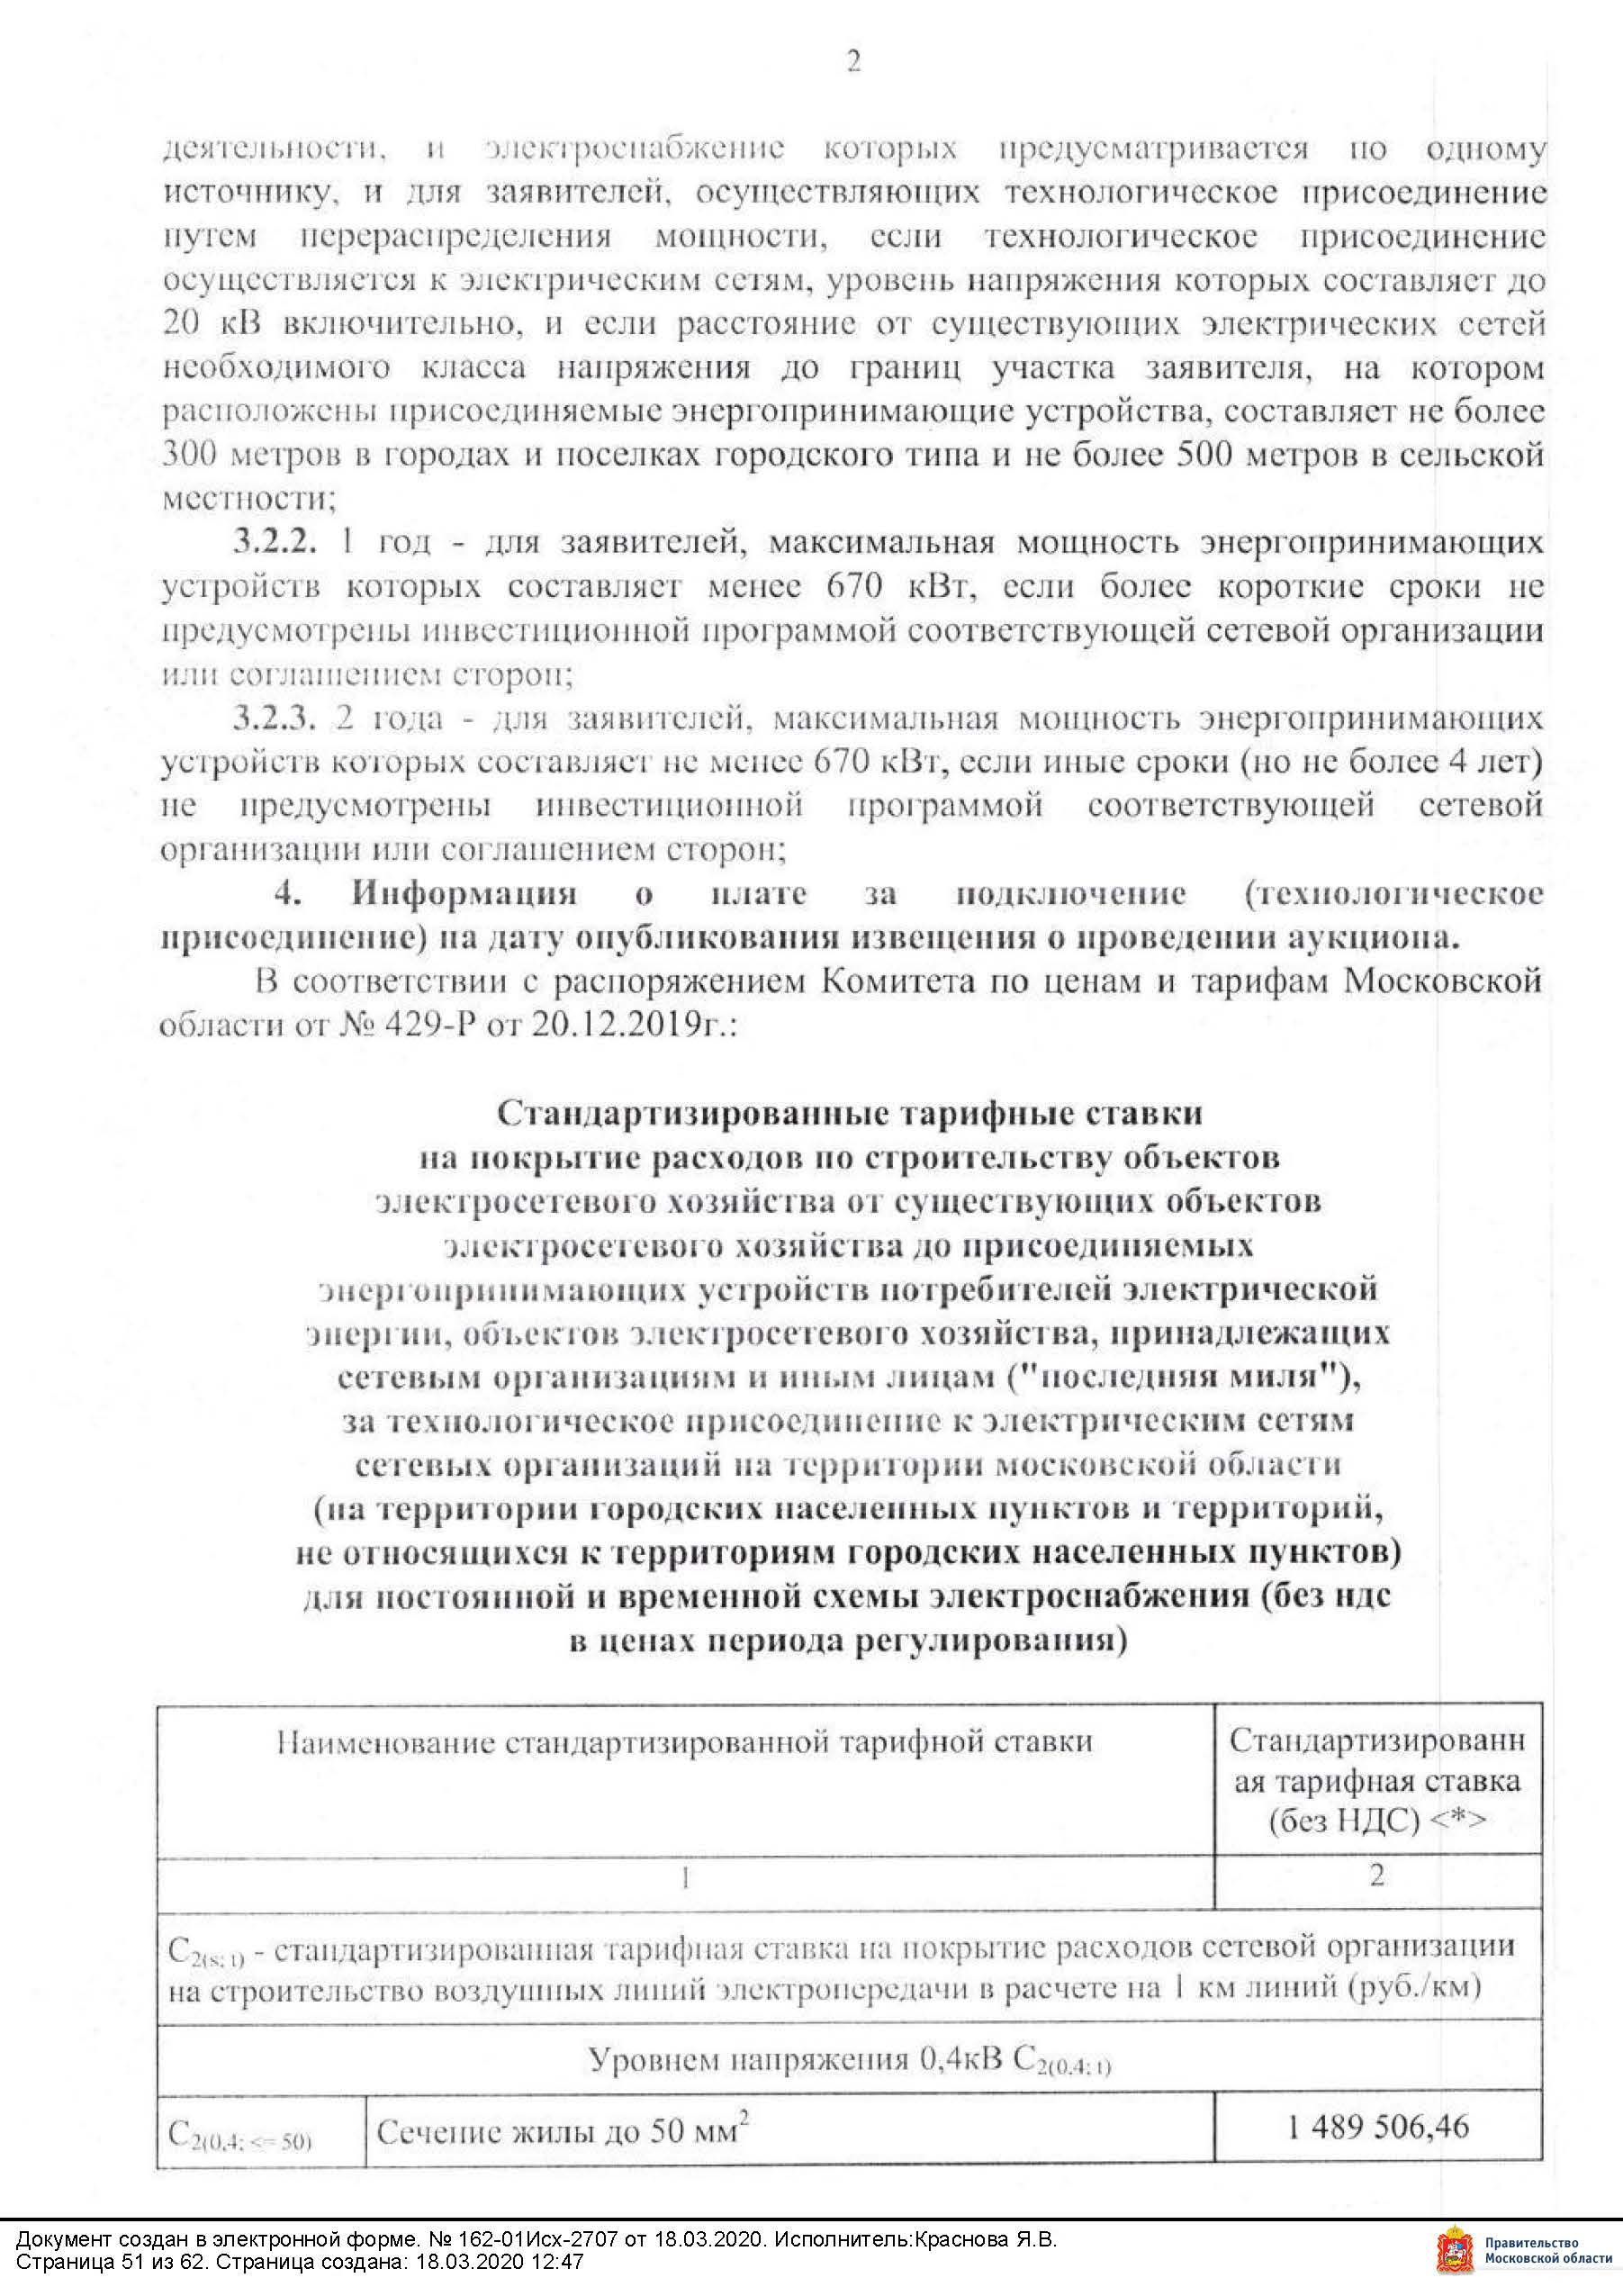 2
деятельности, и электроснабжение которых предусматривается по одному
источнику, и для заявителей, осуществляющих технологическое присоединение
путем перераспределения мощности, если технологическое присоединение
осуществляется к электрическим сетям, уровень напряжения которых составляет до
20 кВ включительно, и если расстояние от существующих электрических сетей
необходимого класса напряжения до границ участка заявителя, на котором
расположены присоединяемые энергопринимающие устройства, составляет не более
300 метров в городах и поселках городского типа и не более 500 метров в сельской
местности;
3.2.2. 1 год - для заявителей, максимальная мощность энергопринимающих
устройств которых составляет менее 670 кВт, если более короткие сроки не
предусмотрены инвестиционной программой соответствующей сетевой организации
или соглашением сторон;
3.2.3. 2 года - для заявителей, максимальная мощность энергопринимающих
устройств которых составляет не менее 670 кВт, если иные сроки (но не более 4 лет)
не предусмотрены инвестиционной программой соответствующей сетевой
организации или соглашением сторон;
4. Информация о плате за подключение (технологическое
присоединение) на дату опубликования извещения о проведении аукциона.
В соответствии с распоряжением Комитета по ценам и тарифам Московской
области от № 429-Р от 20.12.2019г.:
Стандартизированные тарифные ставки
на покрытие расходов по строительству объектов
электросетевого хозяйства от существующих объектов
электросетевого хозяйства до присоединяемых
энергопринимающих устройств потребителей электрической
энергии, объектов электросетевого хозяйства, принадлежащих
сетевым организациям и иным лицам ("последняя миля"),
за технологическое присоединение к электрическим сетям
сетевых организаций на территории московской области
(на территории городских населенных пунктов и территорий,
не относящихся к территориям городских населенных пунктов)
для постоянной и временной схемы электроснабжения (без ндс
в ценах периода регулирования)
Наименование стандартизированной тарифной ставки
Стандартизированн
ая тарифная ставка
(без НДС) <*>
1 2
C2(s; 1) - стандартизированная тарифная ставка на покрытие расходов сетевой организации
на строительство воздушных линий электропередачи в расчете на 1 км линий (руб./км)
Уровнем напряжения 0,4кВ C2(0,4; 1)
C2(0,4; <= 50) Сечение жилы до 50 мм² 1 489 506,46
Документ создан в электронной форме. № 162-01Исх-2707 от 18.03.2020. Исполнитель:Краснова Я.В.
Страница 51 из 62. Страница создана: 18.03.2020 12:47
Правительство
Московской области